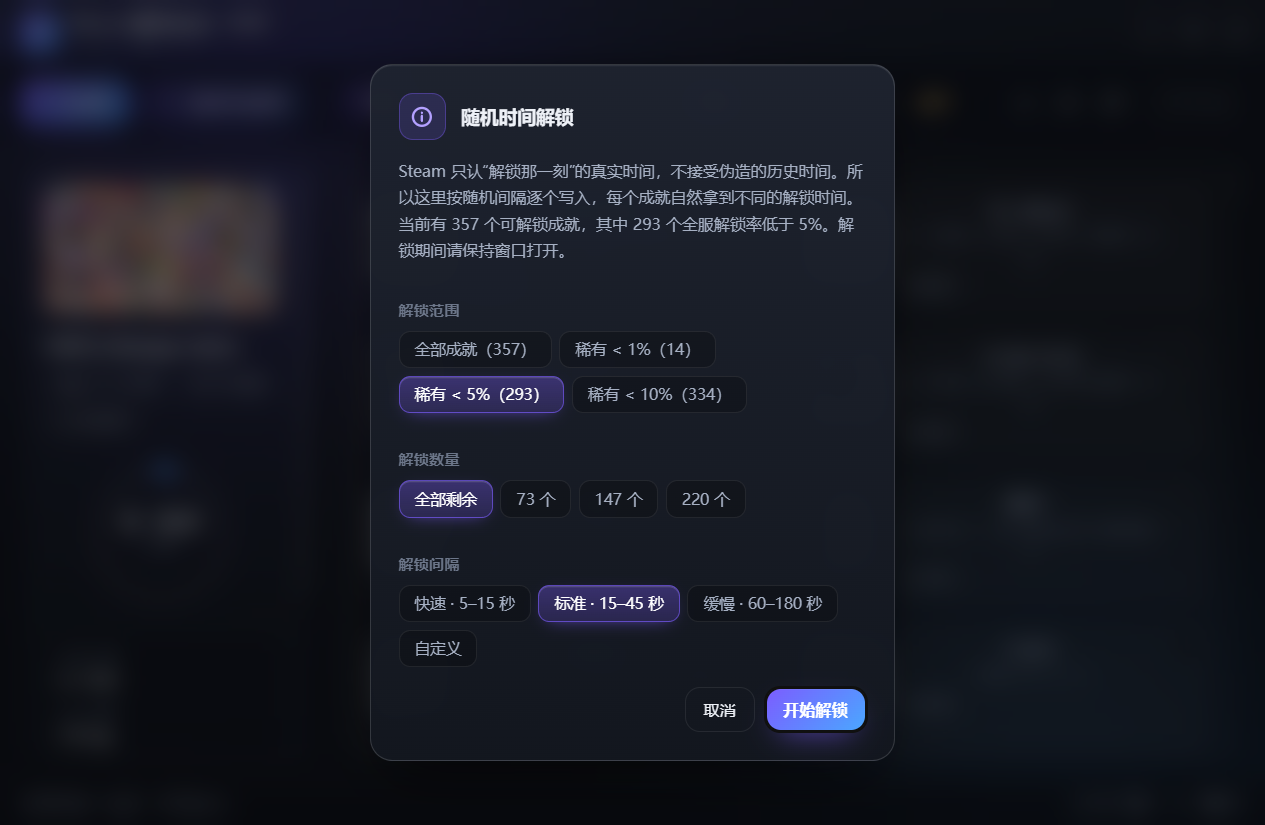 随机时间解锁
Steam 只认“解锁那一刻”的真实时间，不接受伪造的历史时间。所
以这里按随机间隔逐个写入，每个成就自然拿到不同的解锁时间。
当前有 357 个可解锁成就，其中 293 个全服解锁率低于 5%。解
锁期间请保持窗口打开。
解锁范围
全部成就（357） 稀有 < 1%（14）
稀有 < 5%（293） 稀有 < 10%（334）
解锁数量
全部剩余 73 个 147 个 220 个
解锁间隔
快速 · 5–15 秒 标准 · 15–45 秒 缓慢 · 60–180 秒
自定义
取消 开始解锁